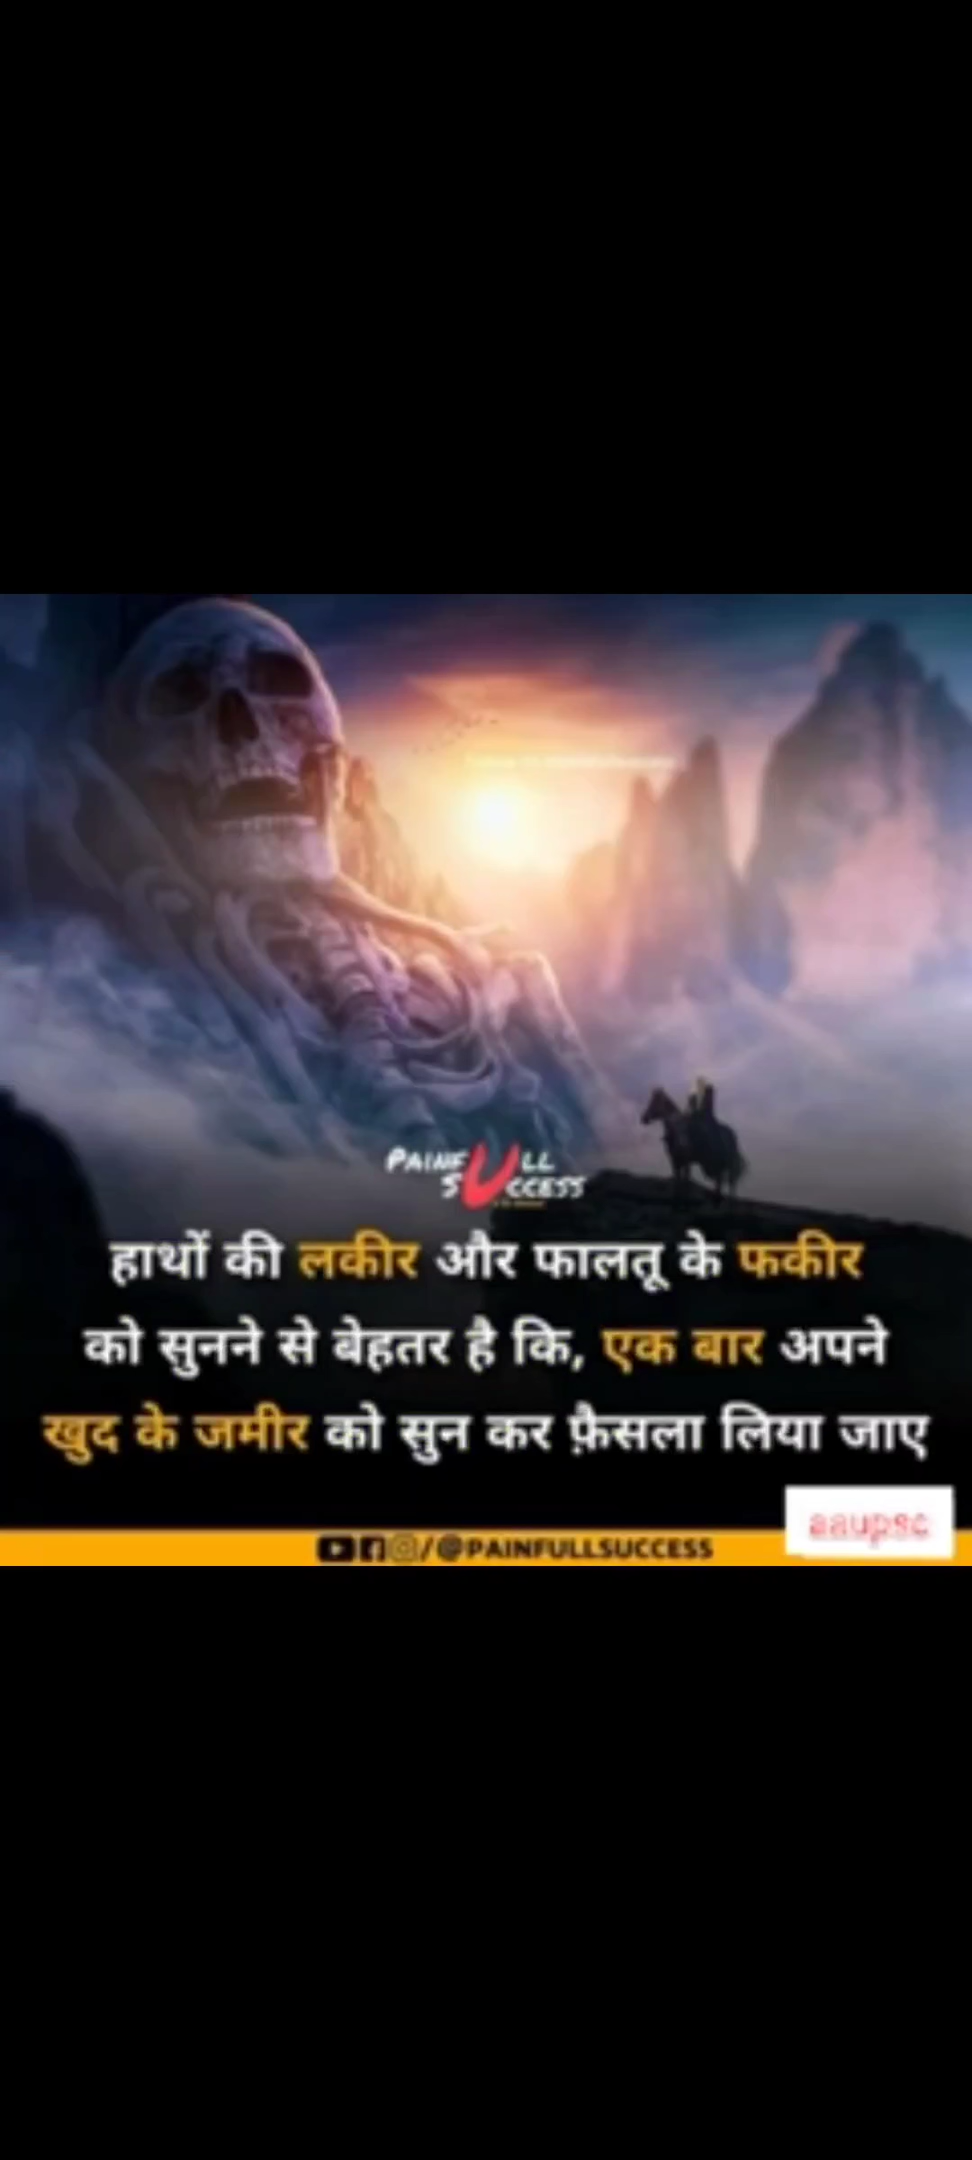 PAINFULL
SUCCESS
हाथों की लकीर और फालतू के फकीर
को सुनने से बेहतर है कि, एक बार अपने
खुद के जमीर को सुन कर फ़ैसला लिया जाए
aaupsc
/@PAINFULLSUCCESS